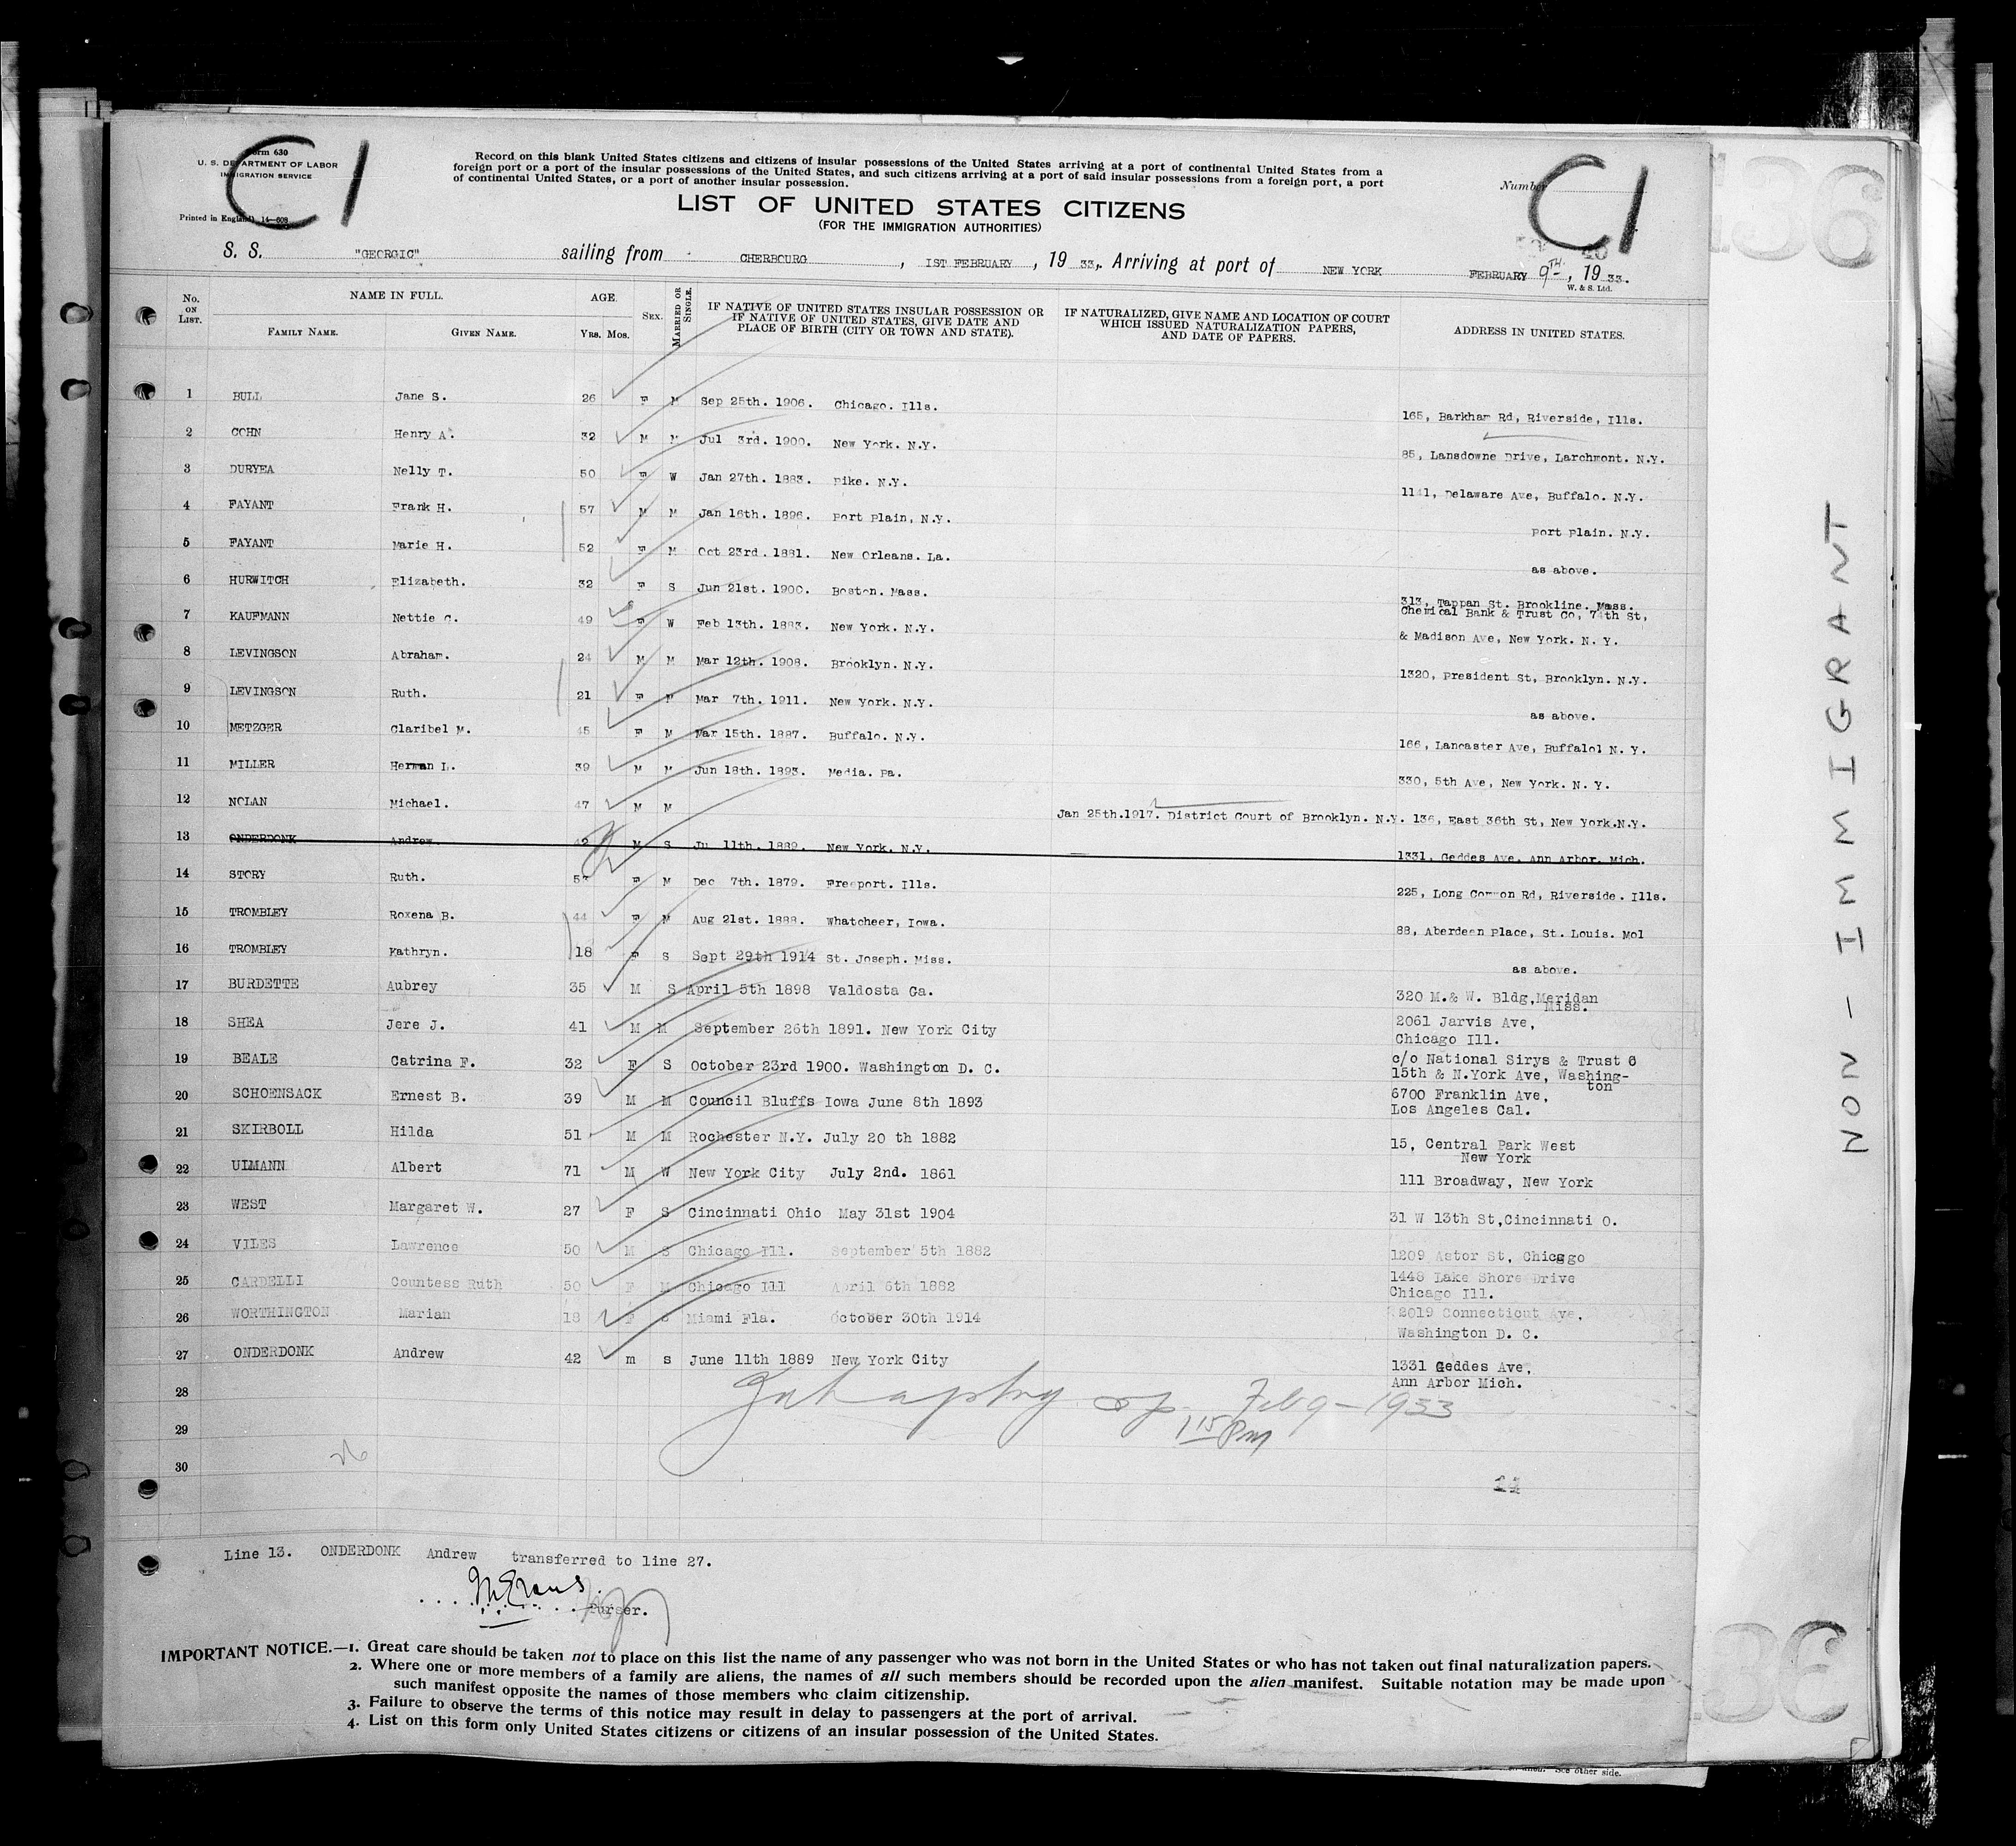 C1
Form 630
U. S. DEPARTMENT OF LABOR
IMMIGRATION SERVICE
Printed in England 14—608
Record on this blank United States citizens and citizens of insular possessions of the United States arriving at a port of continental United States from a
foreign port or a port of the insular possessions of the United States, and such citizens arriving at a port of said insular possessions from a foreign port, a port
of continental United States, or a port of another insular possession.
Number
C1
136
LIST OF UNITED STATES CITIZENS
(FOR THE IMMIGRATION AUTHORITIES)
S. S. "GEORGIC" sailing from CHERBOURG, 1ST FEBRUARY, 19 33. Arriving at port of NEW YORK FEBRUARY 9TH, 19 33.
W. & S. Ltd.
No. ON LIST. NAME IN FULL. FAMILY NAME. GIVEN NAME. AGE. Yrs. Mos. SEX. MARRIED OR SINGLE. IF NATIVE OF UNITED STATES INSULAR POSSESSION OR IF NATIVE OF UNITED STATES, GIVE DATE AND PLACE OF BIRTH (CITY OR TOWN AND STATE). IF NATURALIZED, GIVE NAME AND LOCATION OF COURT WHICH ISSUED NATURALIZATION PAPERS, AND DATE OF PAPERS. ADDRESS IN UNITED STATES.
1 BULL Jane S. 26 F M Sep 25th. 1906. Chicago. Ills. 165, Barkham Rd, Riverside, Ills.
2 COHN Henry A. 32 M M Jul 3rd. 1900. New York. N.Y. 85, Lansdowne Drive, Larchmont. N.Y.
3 DURYEA Nelly T. 50 F W Jan 27th. 1883. Pike. N.Y. 1141, Delaware Ave, Buffalo. N.Y.
4 FAYANT Frank H. 57 M M Jan 16th. 1896. Port Plain, N.Y. Port Plain. N.Y.
5 FAYANT Marie H. 52 F M Oct 23rd. 1881. New Orleans. La. as above.
6 HURWITCH Elizabeth. 32 F S Jun 21st. 1900. Boston. Mass. 313, Tappan St. Brookline. Mass.
7 KAUFMANN Nettie C. 49 F W Feb 13th. 1883. New York. N.Y. Chemical Bank & Trust Co, 74th St,
& Madison Ave, New York. N. Y.
8 LEVINGSON Abraham. 24 M M Mar 12th. 1908. Brooklyn. N.Y. 1320, President St, Brooklyn. N.Y.
9 LEVINGSON Ruth. 21 F M Mar 7th. 1911. New York. N.Y. as above.
10 METZGER Claribel M. 45 F M Mar 15th. 1887. Buffalo. N.Y. 166, Lancaster Ave, Buffalol N. Y.
11 MILLER Herman L. 39 M M Jun 18th. 1893. Media. Pa. 330, 5th Ave, New York. N. Y.
12 NOLAN Michael. 47 M M Jan 25th.1917. District Court of Brooklyn. N.Y. 136, East 36th St, New York.N.Y.
13 ONDERDONK Andrew. 42 M S Ju 11th. 1889. New York. N.Y. 1331, Geddes Ave, Ann Arbor. Mich.
14 STORY Ruth. 53 F M Dec 7th. 1879. Freeport. Ills. 225, Long Common Rd, Riverside. Ills.
15 TROMBLEY Roxena B. 44 F M Aug 21st. 1888. Whatcheer, Iowa. 88, Aberdeen Place, St. Louis. Mol
16 TROMBLEY Kathryn. 18 F S Sept 29th 1914 St. Joseph. Miss. as above.
17 BURDETTE Aubrey 35 M S April 5th 1898 Valdosta Ga. 320 M.& W. Bldg,Meridan
Miss.
18 SHEA Jere J. 41 M M September 26th 1891. New York City 2061 Jarvis Ave,
Chicago Ill.
19 BEALE Catrina F. 32 F S October 23rd 1900. Washington D. C. c/o National Sirys & Trust 6
15th & N.York Ave, Washing-
ton
20 SCHOENSACK Ernest B. 39 M M Council Bluffs Iowa June 8th 1893 6700 Franklin Ave,
Los Angeles Cal.
21 SKIRBOLL Hilda 51 M M Rochester N.Y. July 20 th 1882 15, Central Park West
New York
22 ULMANN Albert 71 M W New York City July 2nd. 1861 111 Broadway, New York
23 WEST Margaret W. 27 F S Cincinnati Ohio May 31st 1904 31 W 13th St,Cincinnati O.
24 VILES Lawrence 50 M S Chicago Ill. September 5th 1882 1209 Astor St, Chicago
25 CARDELLI Countess Ruth 50 F M Chicago Ill April 6th 1882 1448 Lake Shore Drive
Chicago Ill.
26 WORTHINGTON Marian 18 F S Miami Fla. October 30th 1914 2019 Connecticut Ave,
Washington D. C.
27 ONDERDONK Andrew 42 m s June 11th 1889 New York City 1331 Geddes Ave,
Ann Arbor Mich.
28
Feb 9 - 1933
1 15 Pm
29
30
26
Line 13. ONDERDONK Andrew transferred to line 27.
Purser.
IMPORTANT NOTICE.—1. Great care should be taken not to place on this list the name of any passenger who was not born in the United States or who has not taken out final naturalization papers.
2. Where one or more members of a family are aliens, the names of all such members should be recorded upon the alien manifest. Suitable notation may be made upon
such manifest opposite the names of those members who claim citizenship.
3. Failure to observe the terms of this notice may result in delay to passengers at the port of arrival.
4. List on this form only United States citizens or citizens of an insular possession of the United States.
NON-IMMIGRANT
136
See other side.